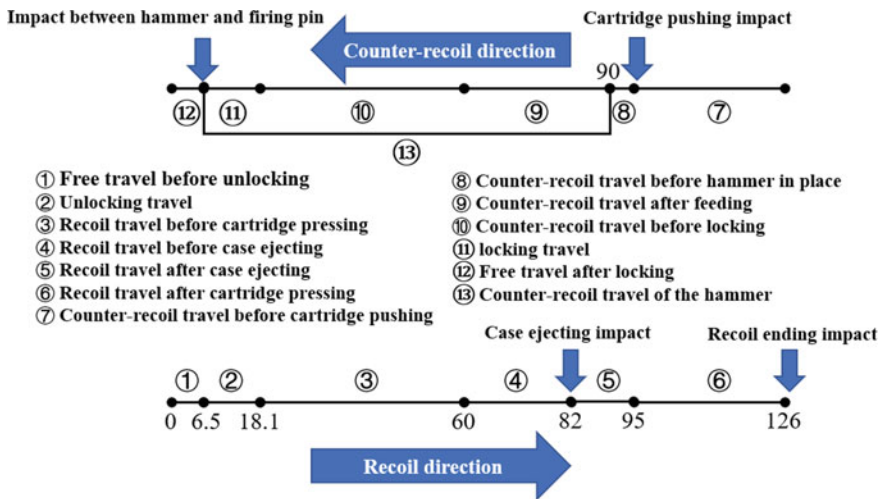 Impact between hammer and firing pin
Counter-recoil direction
Cartridge pushing impact
90
⑫ ⑪ ⑩ ⑨ ⑧ ⑦
⑬
① Free travel before unlocking
② Unlocking travel
③ Recoil travel before cartridge pressing
④ Recoil travel before case ejecting
⑤ Recoil travel after case ejecting
⑥ Recoil travel after cartridge pressing
⑦ Counter-recoil travel before cartridge pushing
⑧ Counter-recoil travel before hammer in place
⑨ Counter-recoil travel after feeding
⑩ Counter-recoil travel before locking
⑪ locking travel
⑫ Free travel after locking
⑬ Counter-recoil travel of the hammer
Case ejecting impact
Recoil ending impact
① ② ③ ④ ⑤ ⑥
0 6.5 18.1 60 82 95 126
Recoil direction